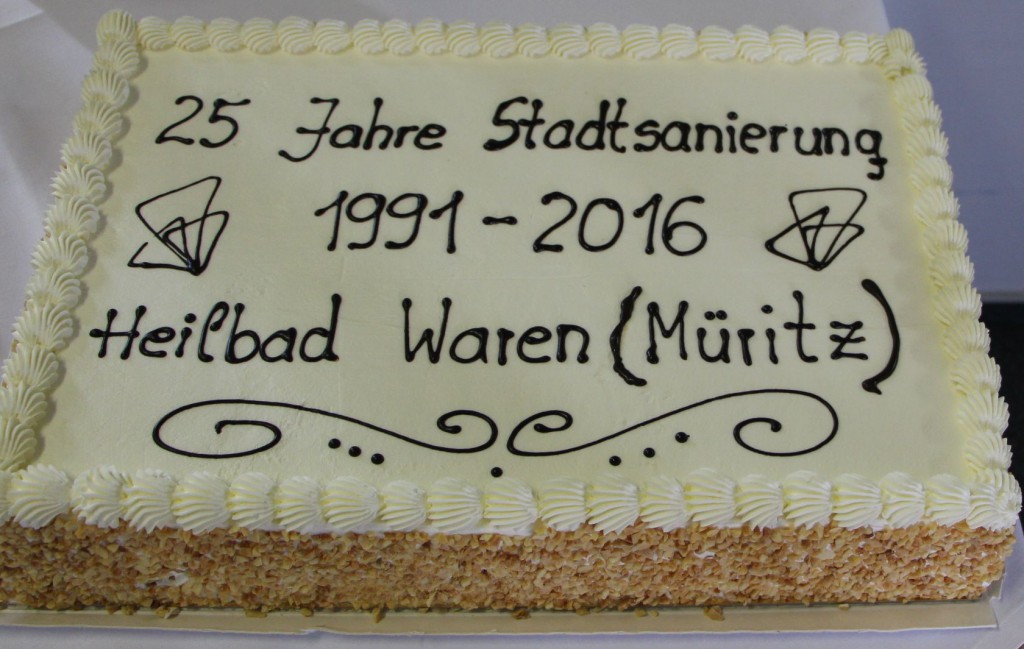 25 Jahre Stadtsanierung
1991 - 2016
Heilbad Waren (Müritz)